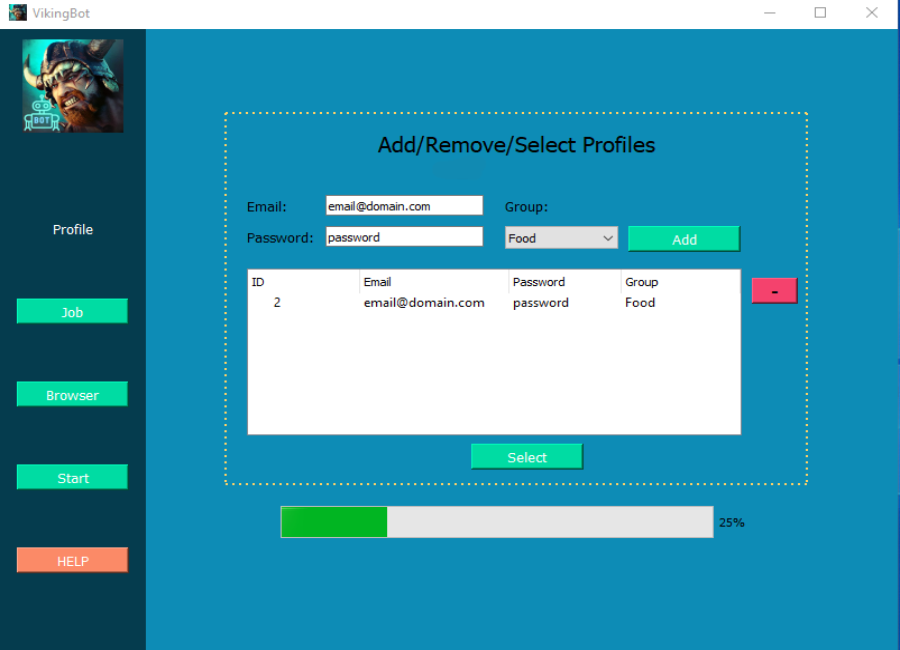 VikingBot
BOT
Profile
Job
Browser
Start
HELP
Add/Remove/Select Profiles
Email: email@domain.com Group:
Password: password Food Add
ID Email Password Group
2 email@domain.com password Food
-
Select
25%